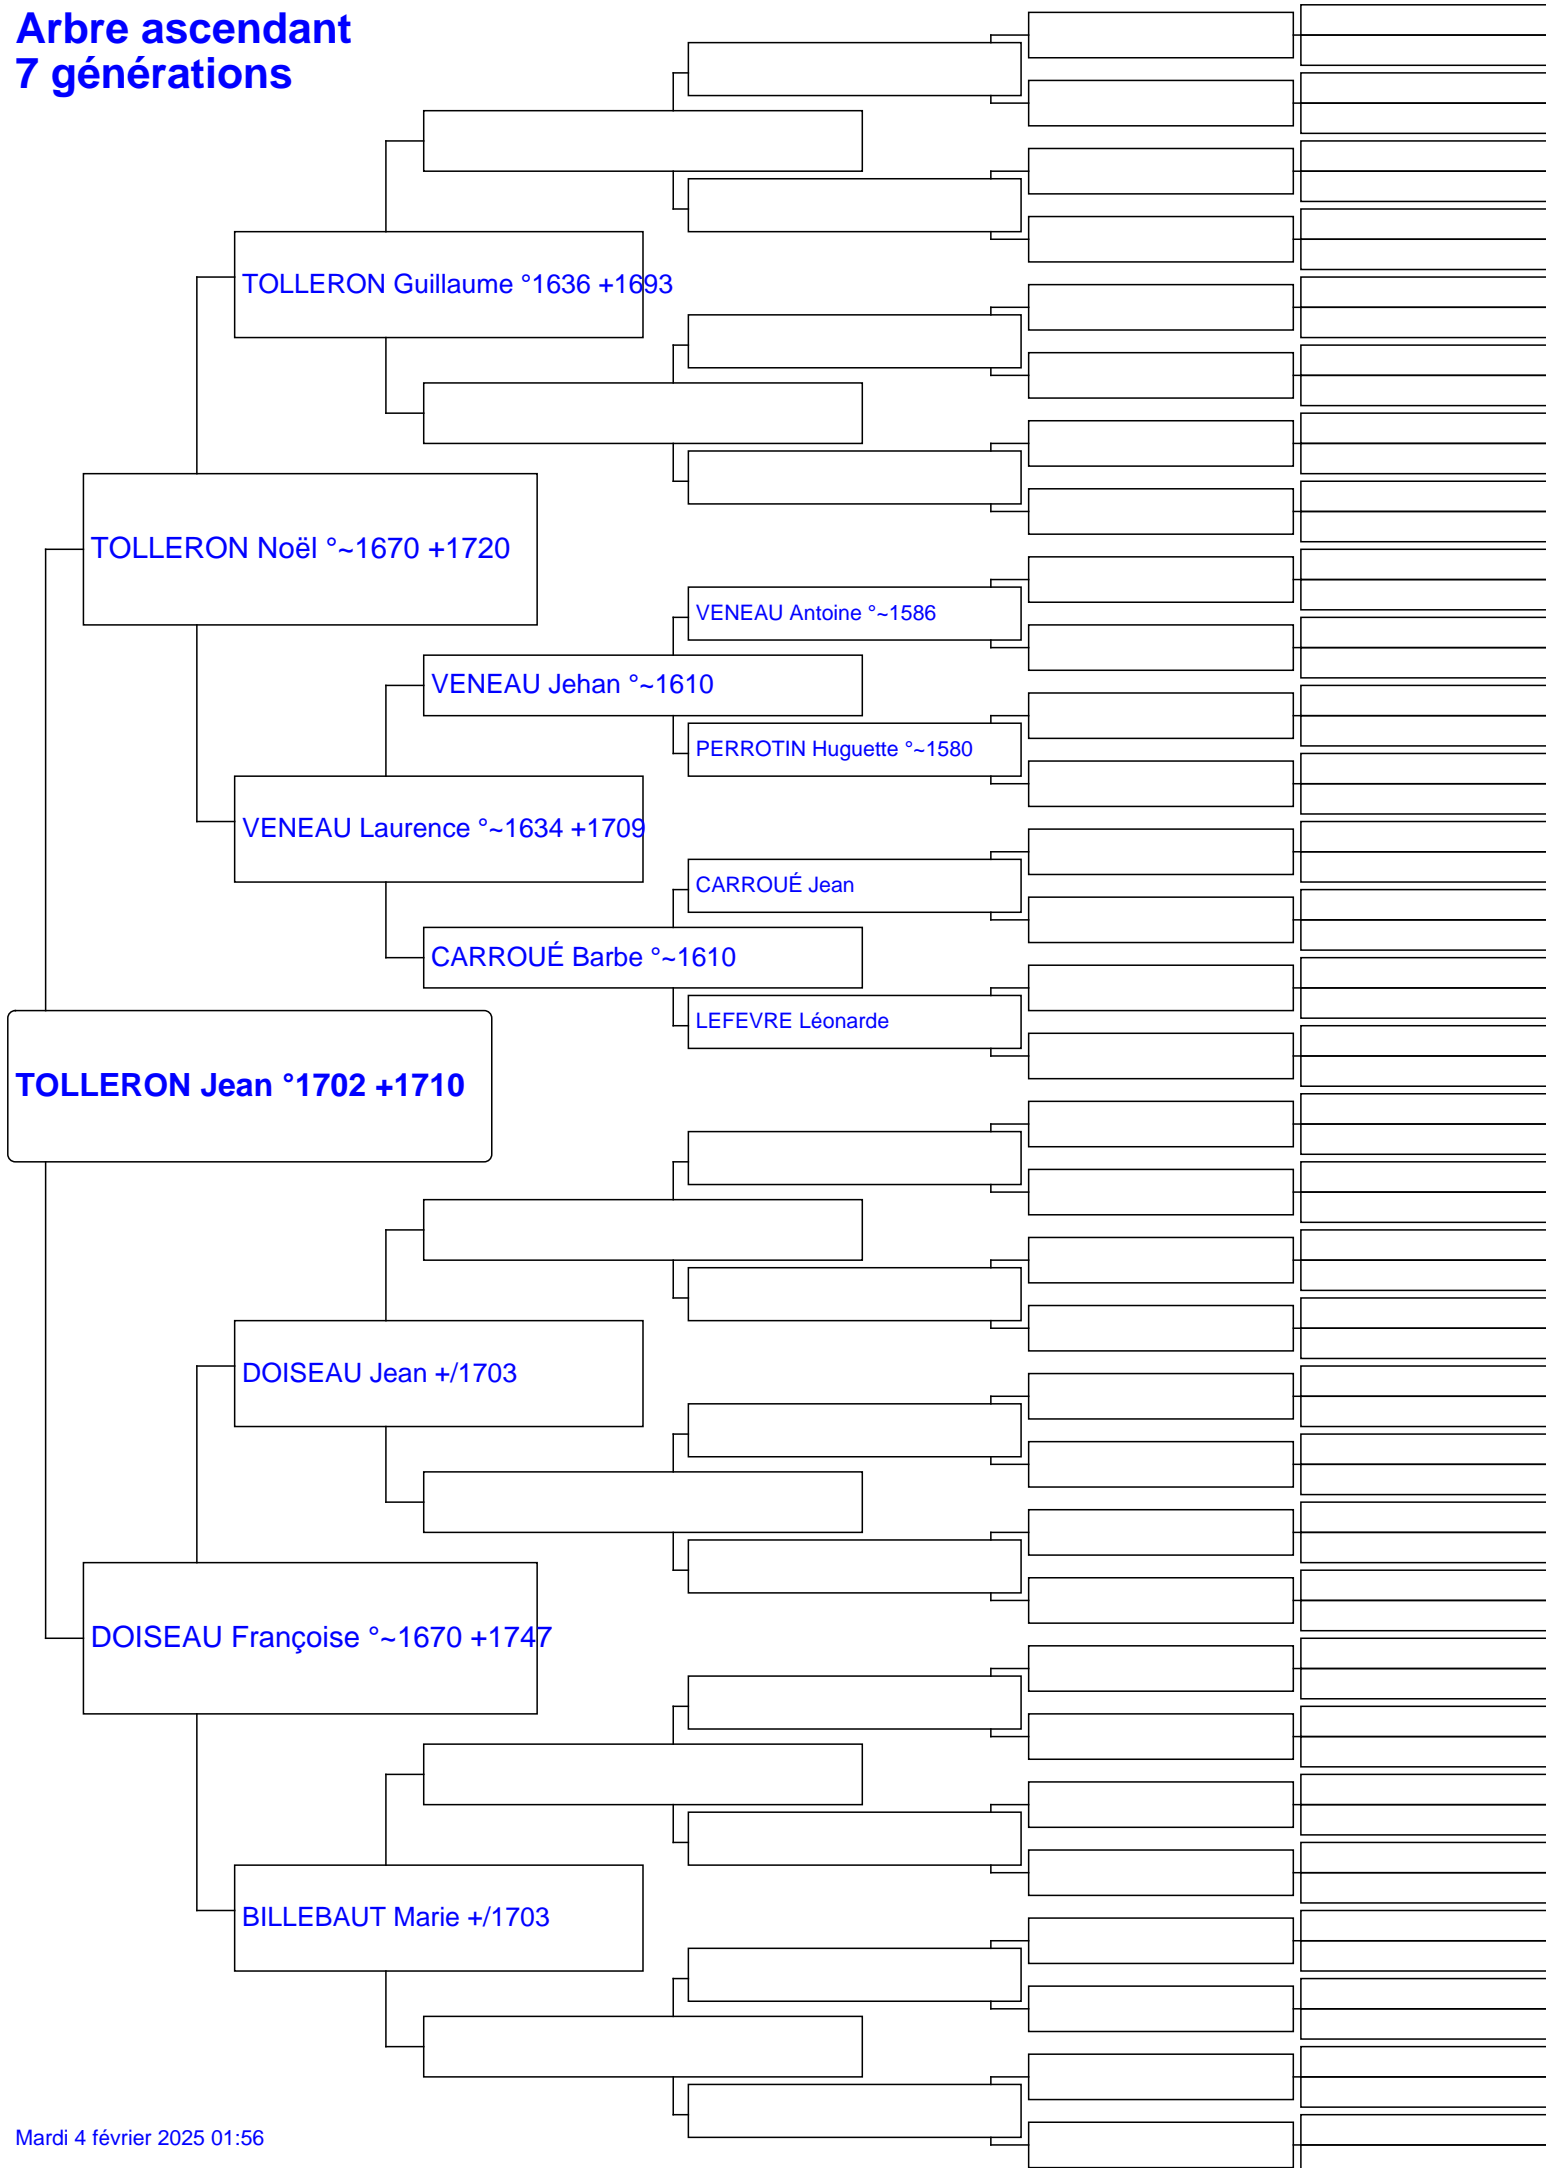 Arbre ascendant
7 générations
TOLLERON Guillaume °1636 +1693
TOLLERON Noël °~1670 +1720
VENEAU Antoine °~1586
VENEAU Jehan °~1610
PERROTIN Huguette °~1580
VENEAU Laurence °~1634 +1709
CARROUÉ Jean
CARROUÉ Barbe °~1610
LEFEVRE Léonarde
TOLLERON Jean °1702 +1710
DOISEAU Jean +/1703
DOISEAU Françoise °~1670 +1747
BILLEBAUT Marie +/1703
Mardi 4 février 2025 01:56